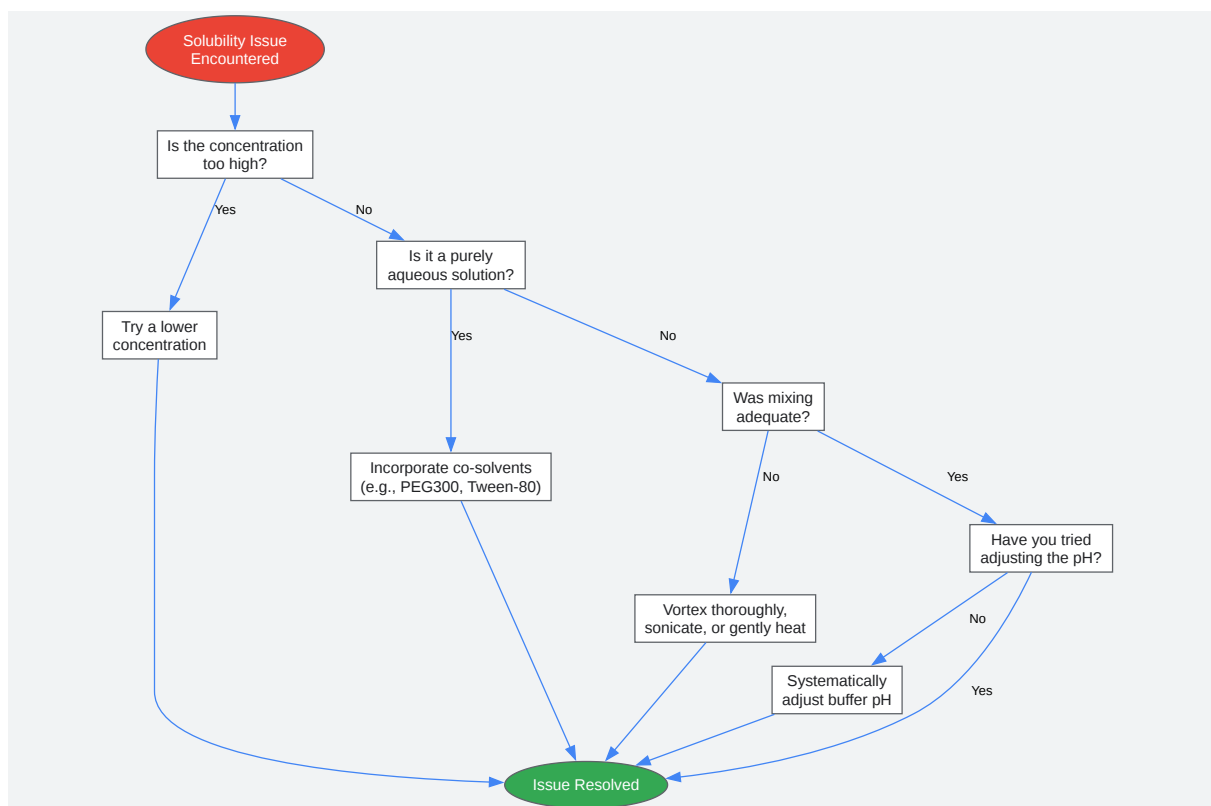 Solubility Issue
Encountered
Is the concentration
too high?
Yes
No
Is it a purely
aqueous solution?
Try a lower
concentration
Yes
No
Was mixing
adequate?
Incorporate co-solvents
(e.g., PEG300, Tween-80)
No
Yes
Have you tried
adjusting the pH?
Vortex thoroughly,
sonicate, or gently heat
No
Systematically
adjust buffer pH
Yes
Issue Resolved